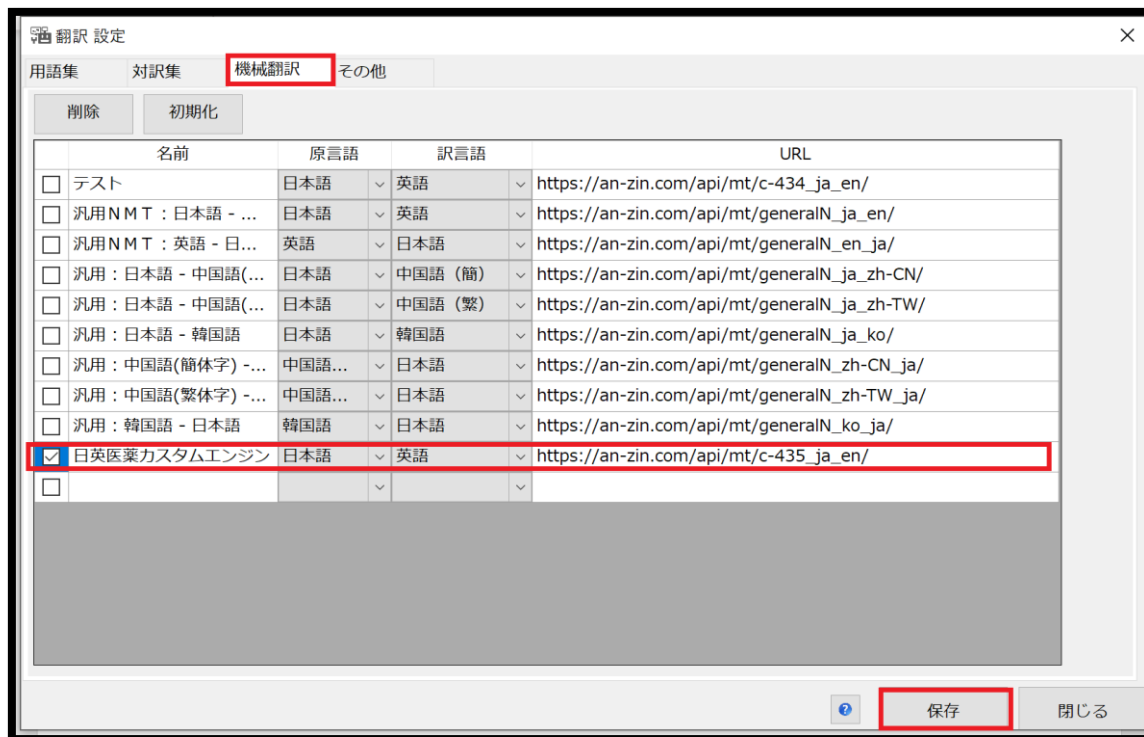 翻訳 設定
用語集 対訳集 機械翻訳 その他
削除 初期化
名前 原言語 訳言語 URL
テスト 日本語 英語 https://an-zin.com/api/mt/c-434_ja_en/
汎用ＮＭＴ：日本語 - ... 日本語 英語 https://an-zin.com/api/mt/generalN_ja_en/
汎用ＮＭＴ：英語 - 日... 英語 日本語 https://an-zin.com/api/mt/generalN_en_ja/
汎用：日本語 - 中国語(... 日本語 中国語（簡） https://an-zin.com/api/mt/generalN_ja_zh-CN/
汎用：日本語 - 中国語(... 日本語 中国語（繁） https://an-zin.com/api/mt/generalN_ja_zh-TW/
汎用：日本語 - 韓国語 日本語 韓国語 https://an-zin.com/api/mt/generalN_ja_ko/
汎用：中国語(簡体字) -... 中国語... 日本語 https://an-zin.com/api/mt/generalN_zh-CN_ja/
汎用：中国語(繁体字) -... 中国語... 日本語 https://an-zin.com/api/mt/generalN_zh-TW_ja/
汎用：韓国語 - 日本語 韓国語 日本語 https://an-zin.com/api/mt/generalN_ko_ja/
日英医薬カスタムエンジン 日本語 英語 https://an-zin.com/api/mt/c-435_ja_en/
保存 閉じる